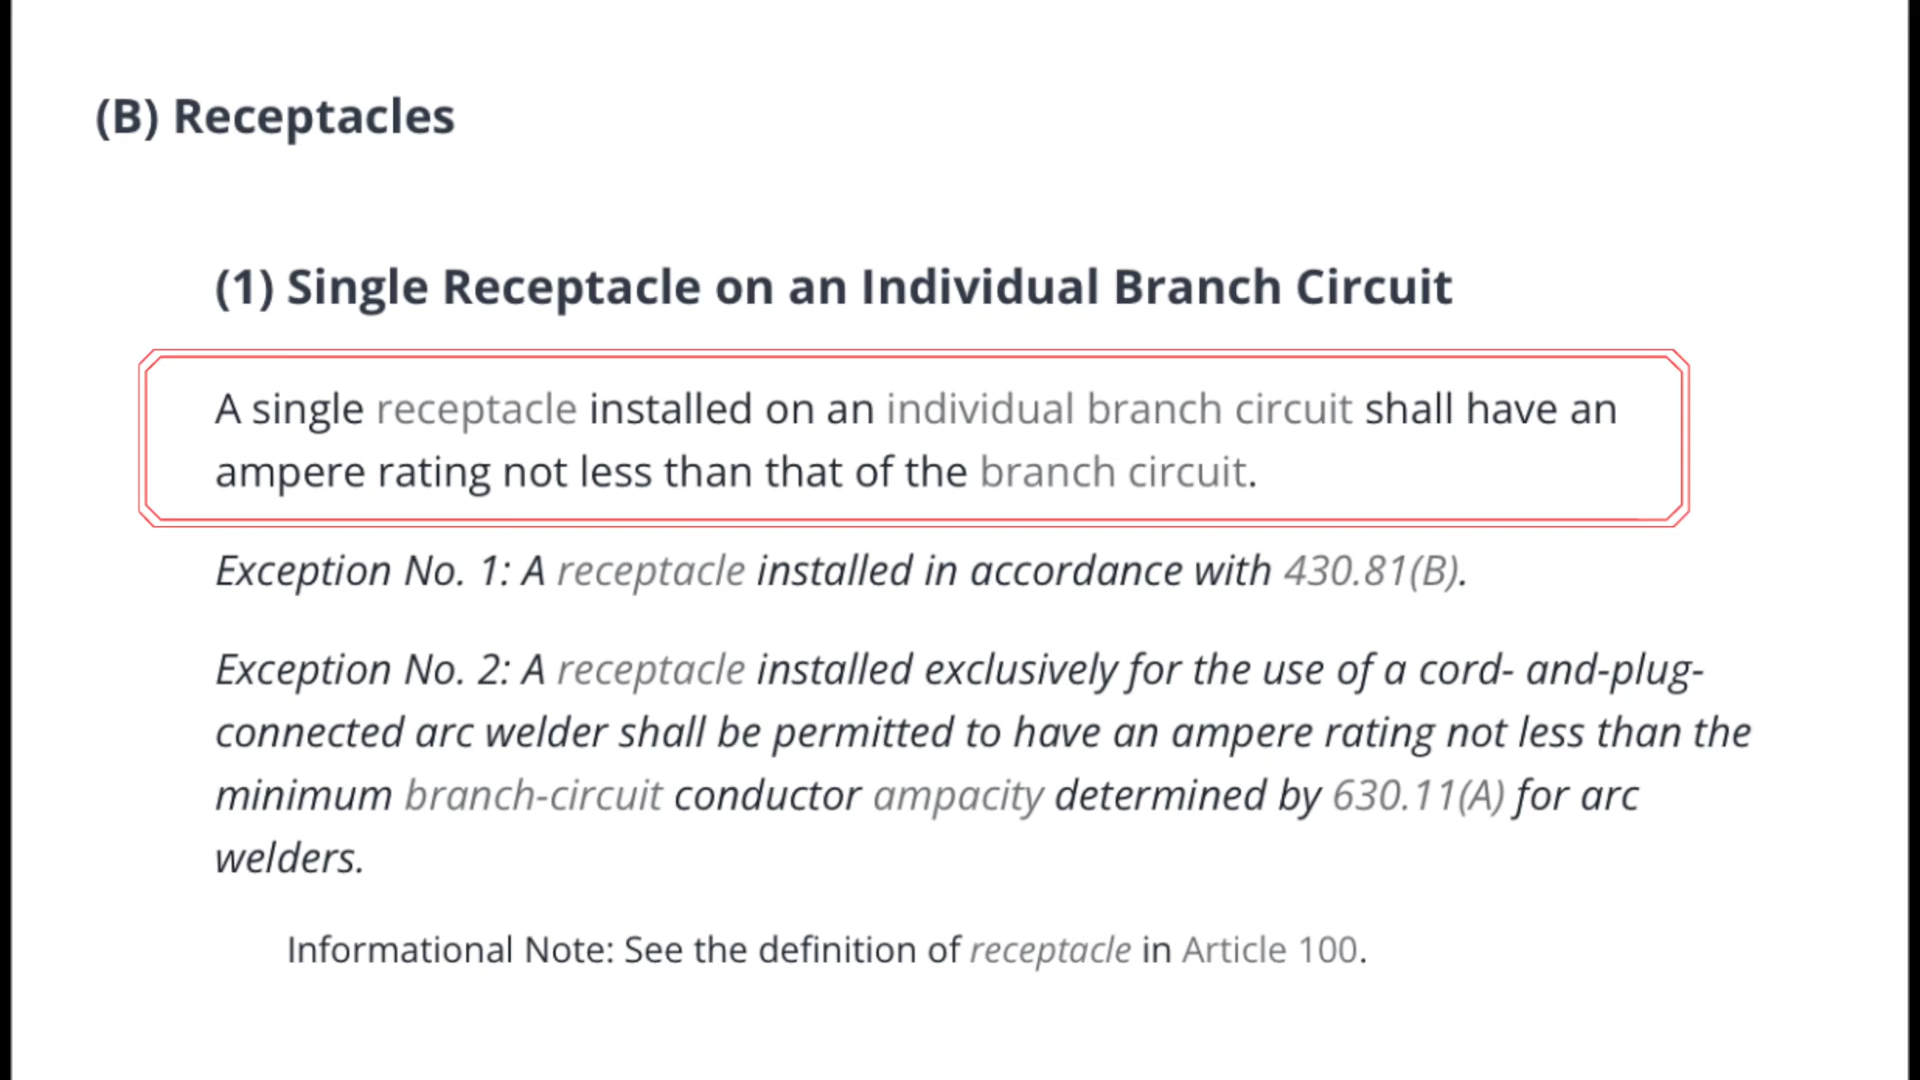 (B) Receptacles
(1) Single Receptacle on an Individual Branch Circuit
A single receptacle installed on an individual branch circuit shall have an
ampere rating not less than that of the branch circuit.
Exception No. 1: A receptacle installed in accordance with 430.81(B).
Exception No. 2: A receptacle installed exclusively for the use of a cord- and-plug-
connected arc welder shall be permitted to have an ampere rating not less than the
minimum branch-circuit conductor ampacity determined by 630.11(A) for arc
welders.
Informational Note: See the definition of receptacle in Article 100.